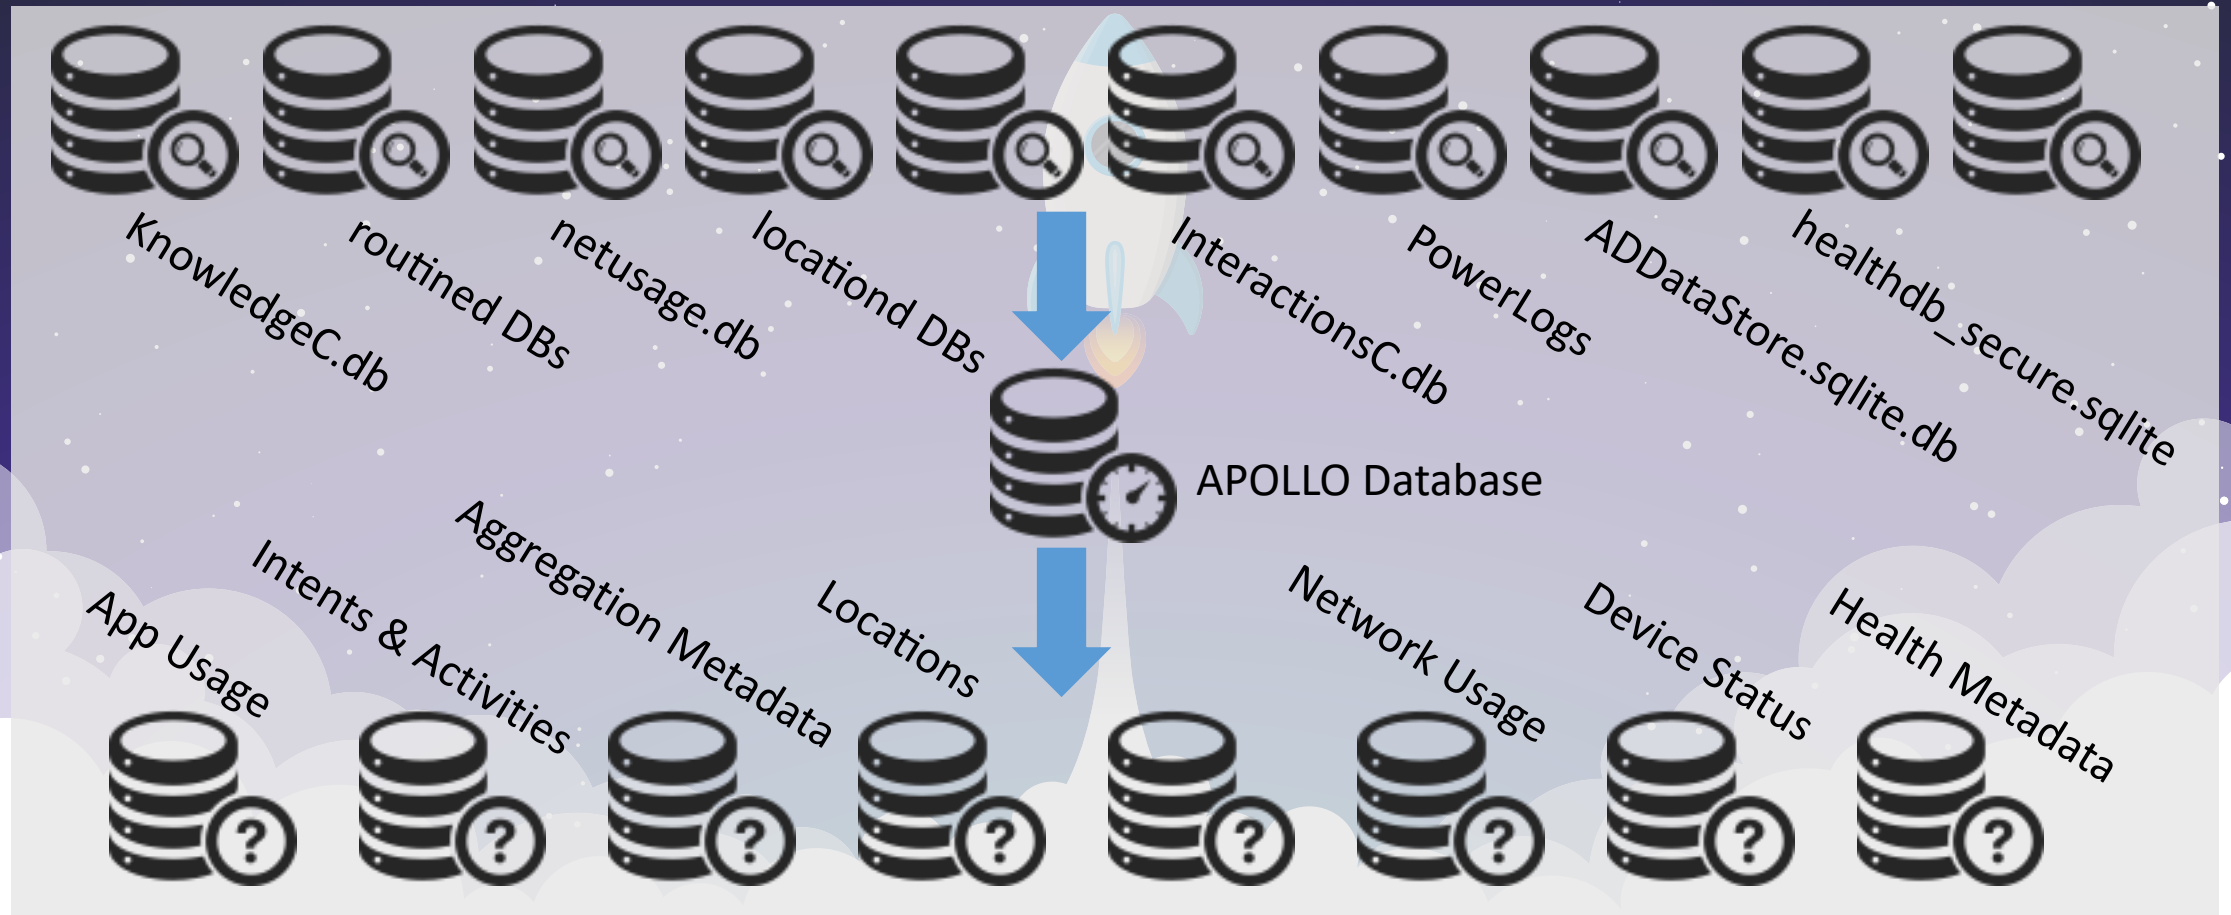 KnowledgeC.db
routined DBs
netusage.db
locationd DBs
InteractionsC.db
PowerLogs
ADDataStore.sqlite.db
healthdb_secure.sqlite
APOLLO Database
App Usage
Intents & Activities
Aggregation Metadata
Locations
Network Usage
Device Status
Health Metadata
?
?
?
?
?
?
?
?